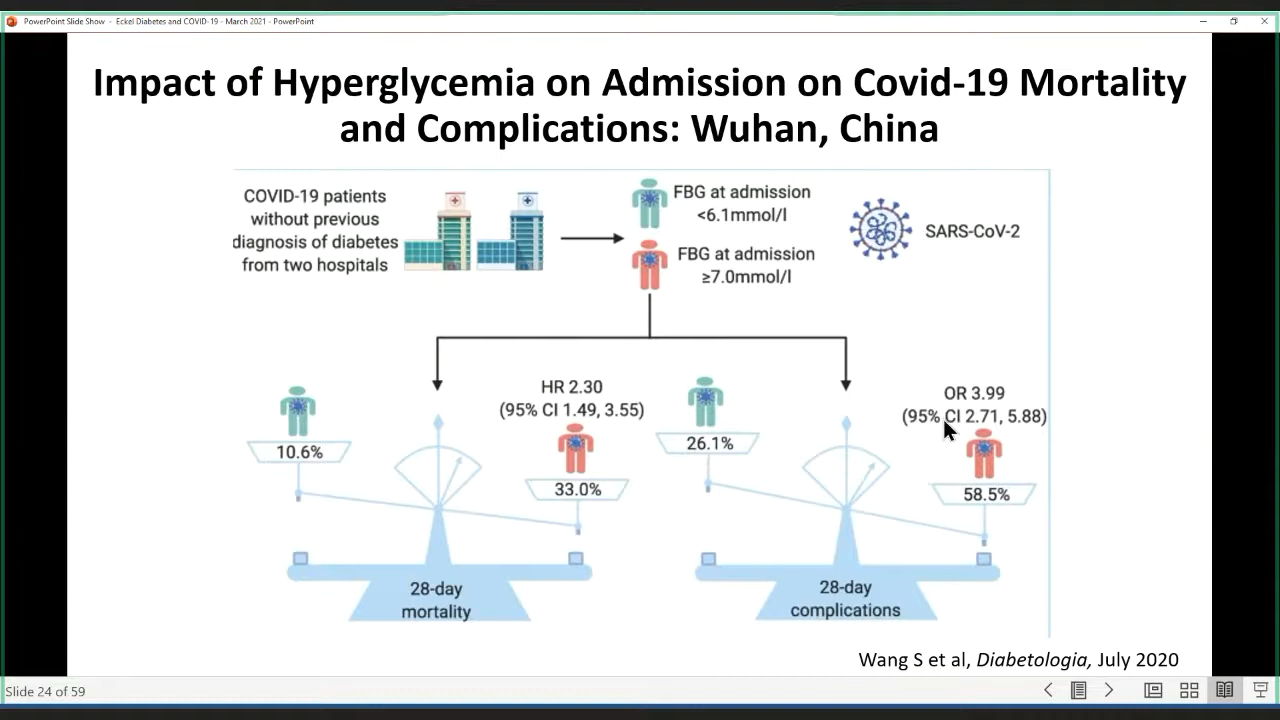 PowerPoint Slide Show - Eckel Diabetes and COVID-19 - March 2021 - PowerPoint
Impact of Hyperglycemia on Admission on Covid-19 Mortality
and Complications: Wuhan, China
COVID-19 patients
without previous
diagnosis of diabetes
from two hospitals
FBG at admission
<6.1mmol/l
FBG at admission
≥7.0mmol/l
SARS-CoV-2
HR 2.30
(95% CI 1.49, 3.55)
10.6%
33.0%
28-day
mortality
OR 3.99
(95% CI 2.71, 5.88)
26.1%
58.5%
28-day
complications
Wang S et al, Diabetologia, July 2020
Slide 24 of 59